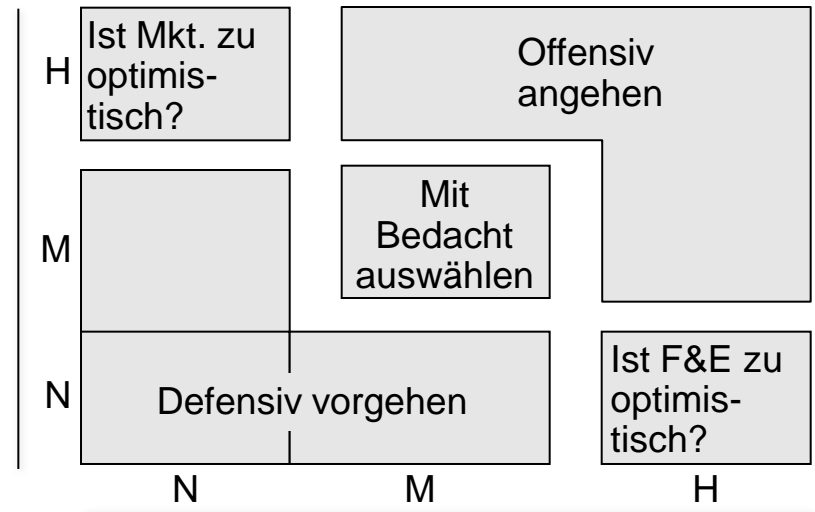 H
Ist Mkt. zu
optimis-
tisch?
Offensiv
angehen
M
Mit
Bedacht
auswählen
N
Defensiv vorgehen
Ist F&E zu
optimis-
tisch?
N
M
H